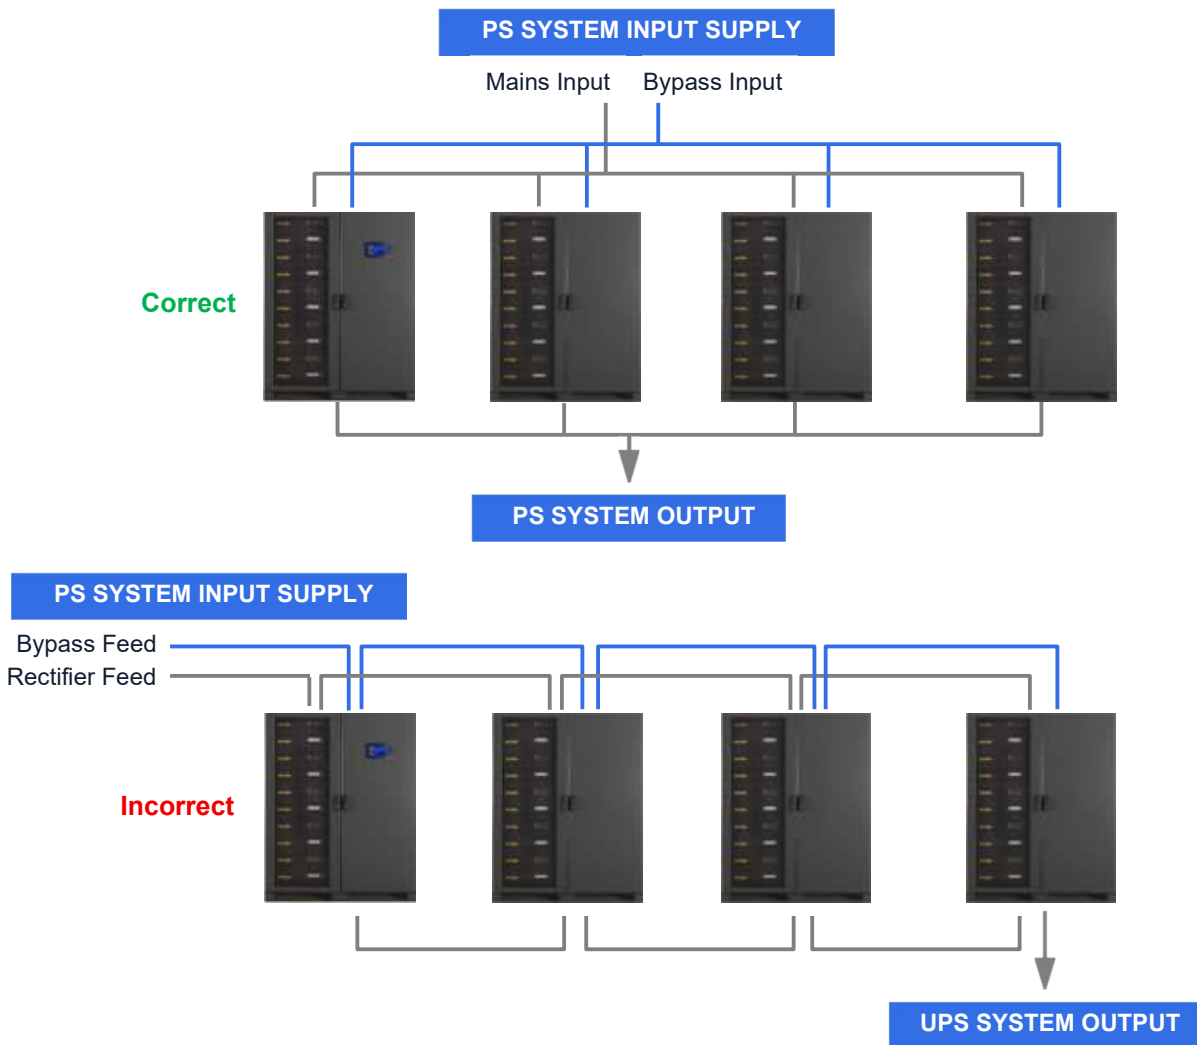 PS SYSTEM INPUT SUPPLY
Mains Input Bypass Input
Correct
PS SYSTEM OUTPUT
PS SYSTEM INPUT SUPPLY
Bypass Feed
Rectifier Feed
Incorrect
UPS SYSTEM OUTPUT